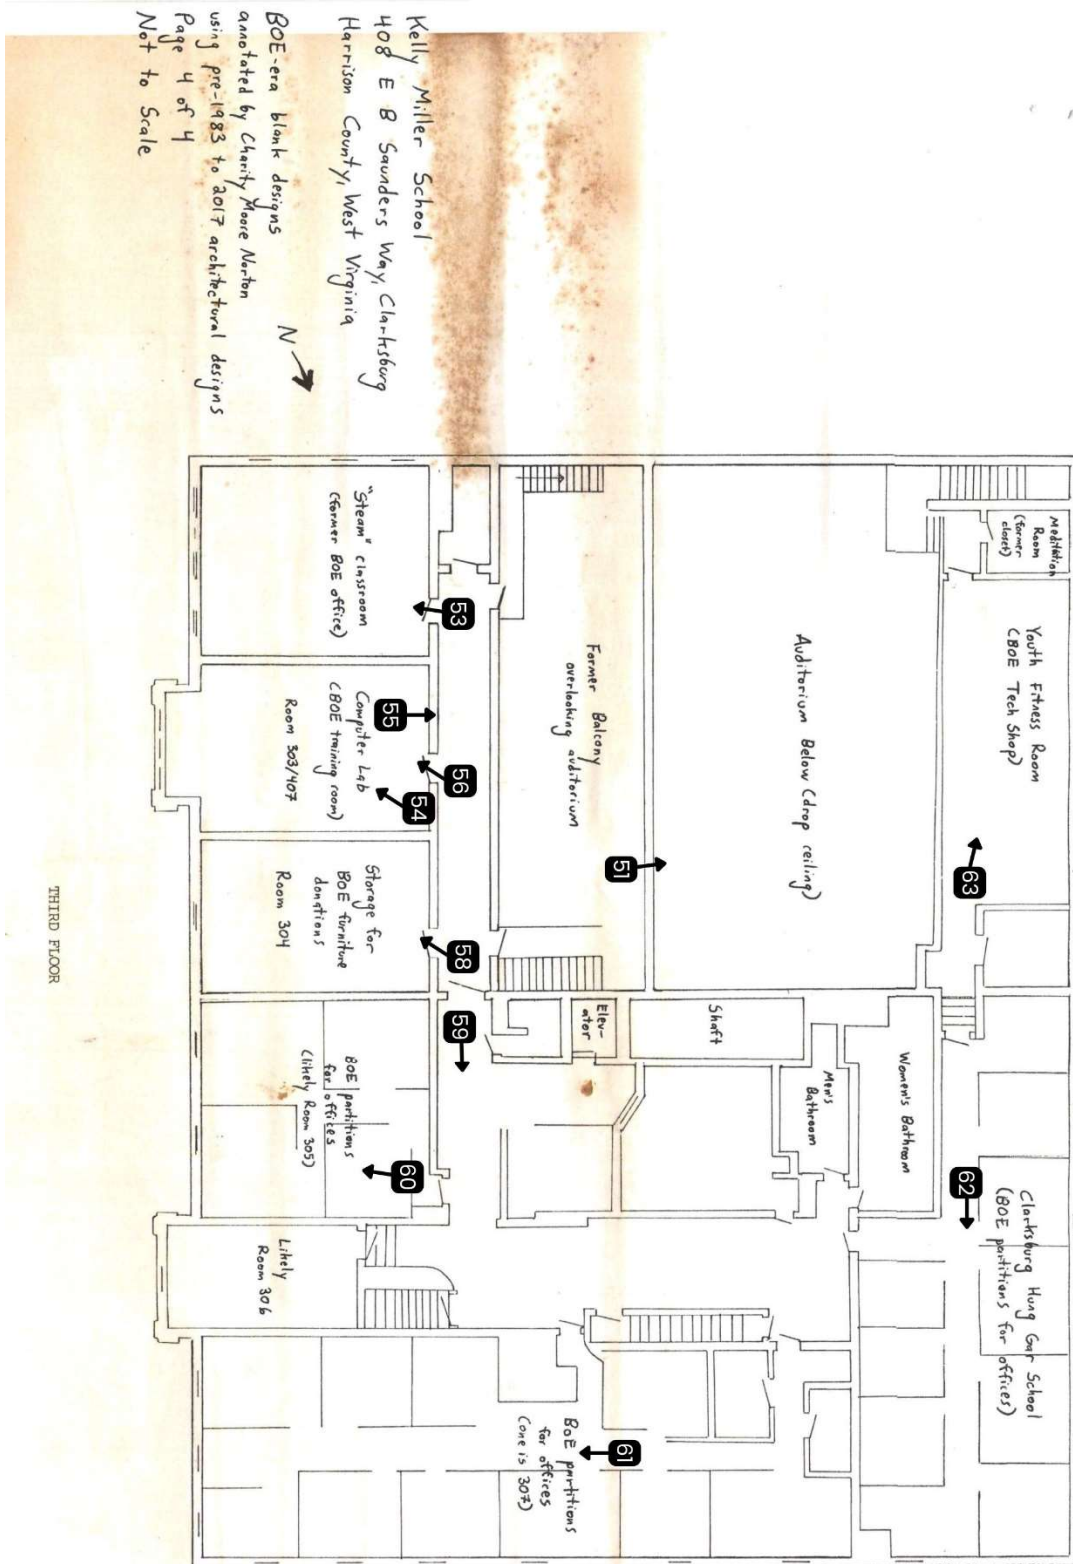 Kelly Miller School
408 E B Saunders Way, Clarksburg
Harrison County, West Virginia
BOE-era blank designs
annotated by Charity Moore Norton
using pre-1983 to 2017 architectural designs
Page 4 of 4
Not to Scale
N
Meditation
Room
(former
closet)
Youth Fitness Room
(BOE Tech Shop)
63
Auditorium Below (drop ceiling)
51
Former Balcony
overlooking auditorium
"Steam" classroom
(former BOE office)
53
Computer Lab
(BOE training room)
Room 303/407
55
56
54
Storage for
BOE furniture
donations
Room 304
58
59
Elev-
ator
Shaft
Men's
Bathroom
Women's Bathroom
62
Clarksburg Hung Gar School
(BOE partitions for offices)
BOE partitions
for offices
(likely Room 305)
60
Likely
Room 306
BOE partitions
for offices
(one is 307)
61
THIRD FLOOR